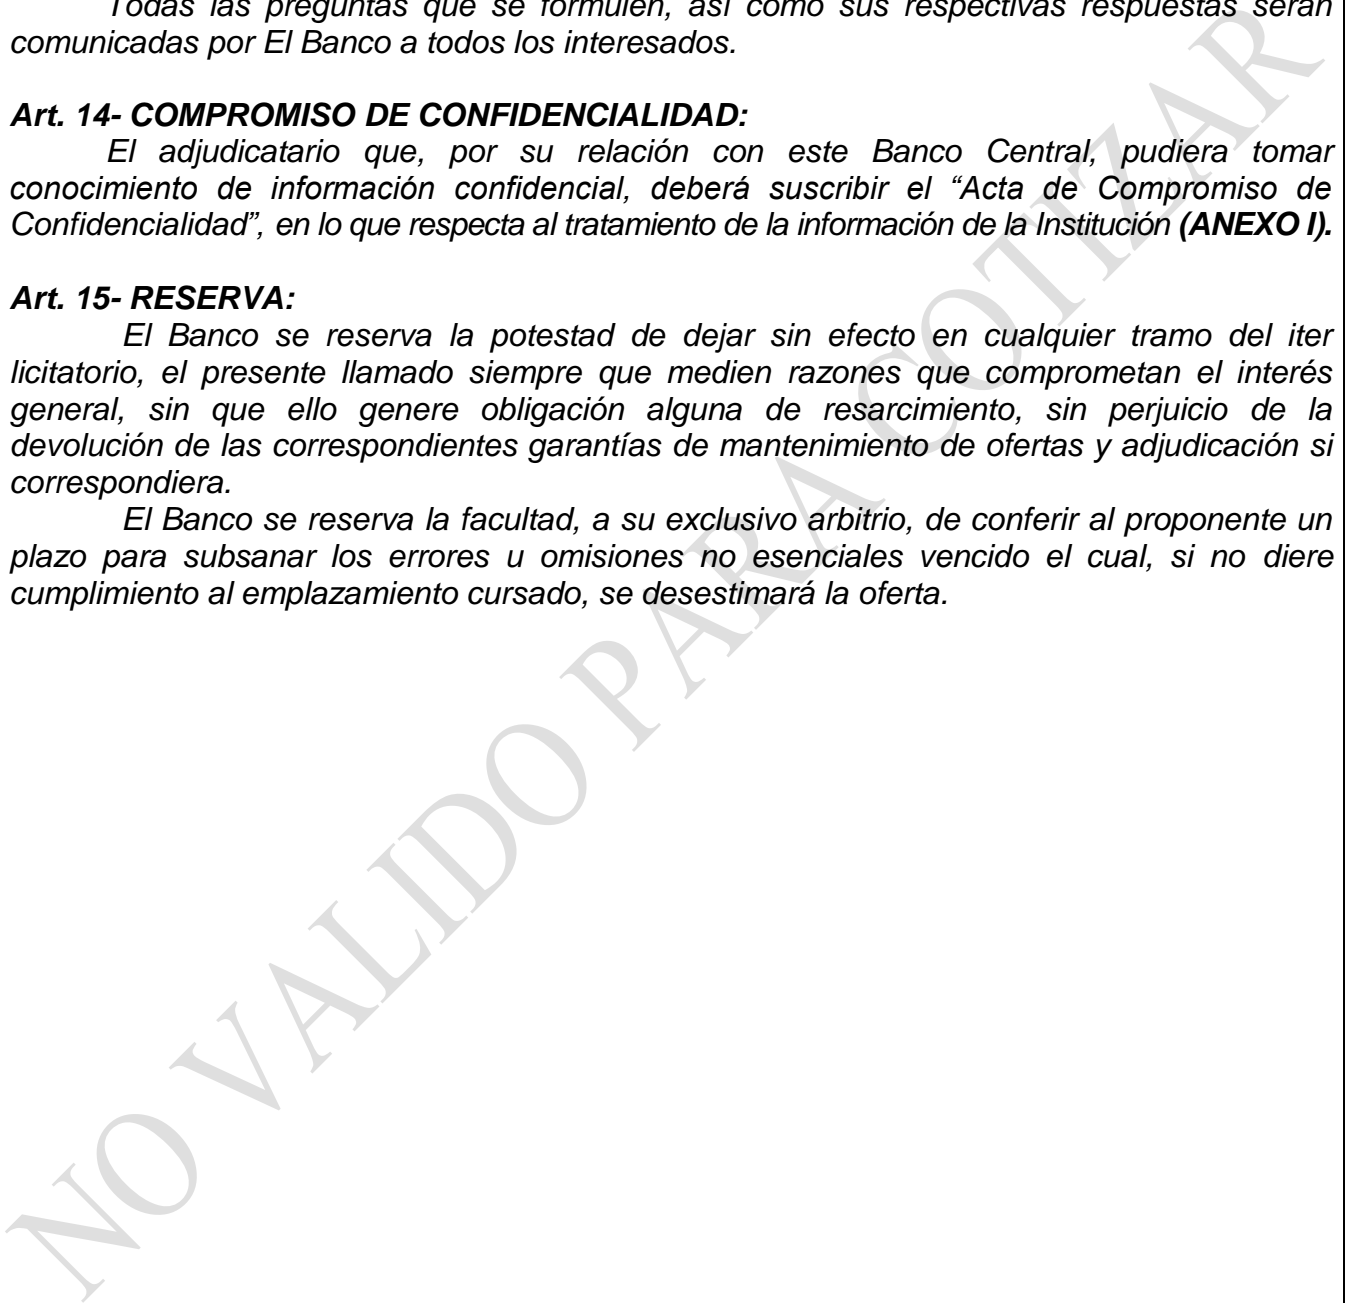 Todas las preguntas que se formulen, así como sus respectivas respuestas serán
comunicadas por El Banco a todos los interesados.
Art. 14- COMPROMISO DE CONFIDENCIALIDAD:
El adjudicatario que, por su relación con este Banco Central, pudiera tomar
conocimiento de información confidencial, deberá suscribir el “Acta de Compromiso de
Confidencialidad”, en lo que respecta al tratamiento de la información de la Institución (ANEXO I).
Art. 15- RESERVA:
El Banco se reserva la potestad de dejar sin efecto en cualquier tramo del iter
licitatorio, el presente llamado siempre que medien razones que comprometan el interés
general, sin que ello genere obligación alguna de resarcimiento, sin perjuicio de la
devolución de las correspondientes garantías de mantenimiento de ofertas y adjudicación si
correspondiera.
El Banco se reserva la facultad, a su exclusivo arbitrio, de conferir al proponente un
plazo para subsanar los errores u omisiones no esenciales vencido el cual, si no diere
cumplimiento al emplazamiento cursado, se desestimará la oferta.
NO VALIDO PARA COTIZAR